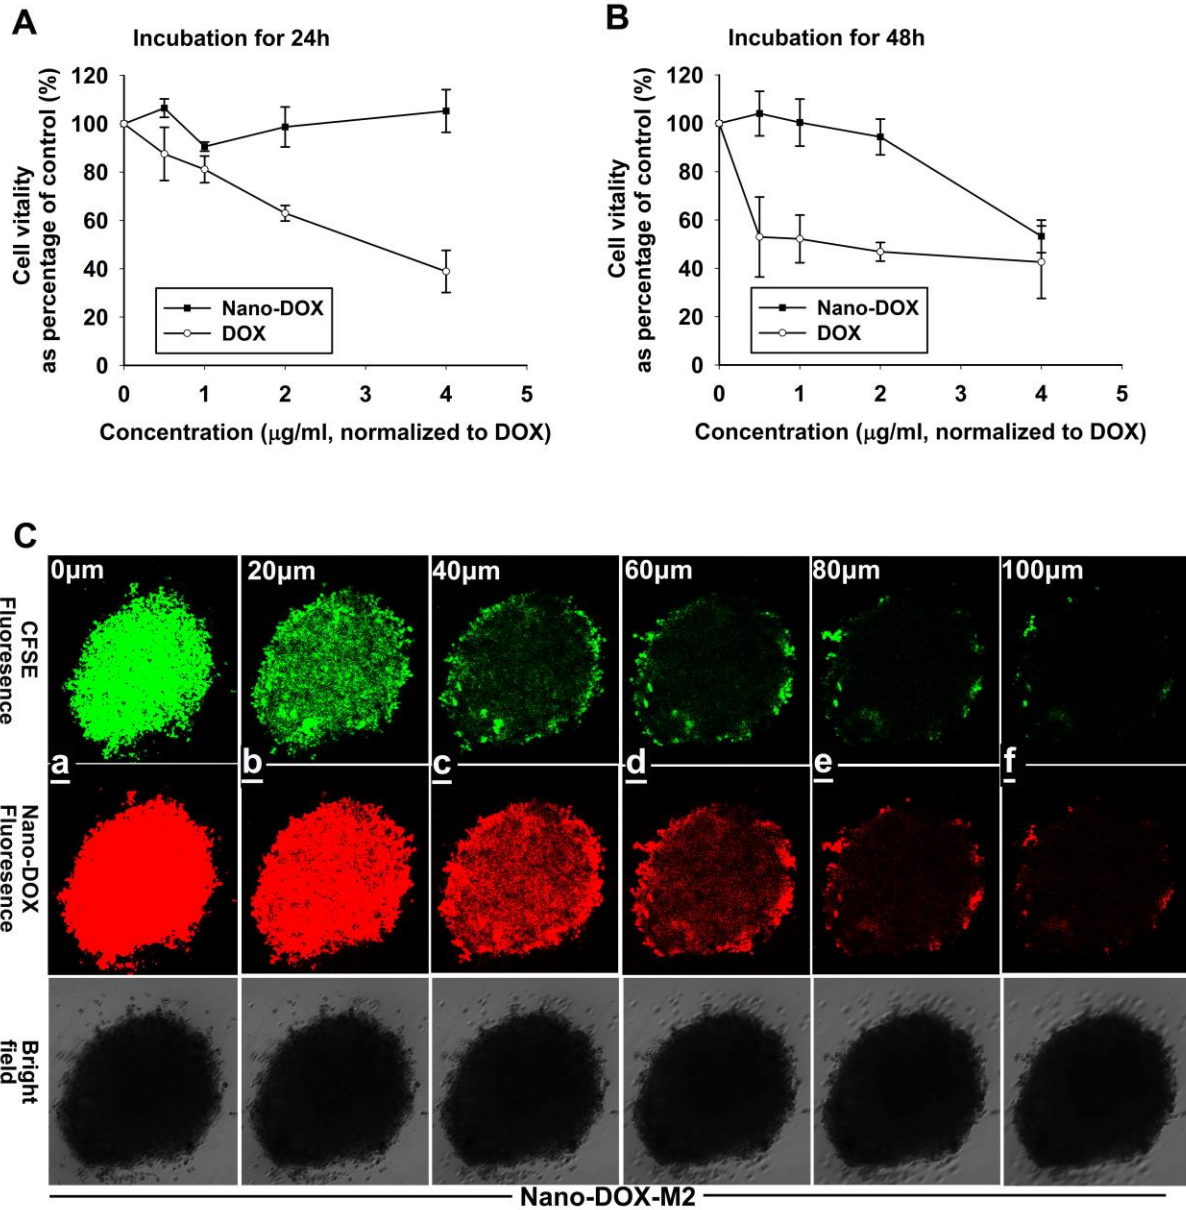 A
Incubation for 24h
Cell vitality
as percentage of control (%)
120
100
80
60
40
20
0
Nano-DOX
DOX
0 1 2 3 4 5
Concentration (μg/ml, normalized to DOX)
B
Incubation for 48h
Cell vitality
as percentage of control (%)
120
100
80
60
40
20
0
Nano-DOX
DOX
0 1 2 3 4 5
Concentration (μg/ml, normalized to DOX)
C
0μm 20μm 40μm 60μm 80μm 100μm
CFSE
Fluoresence
a b c d e f
Nano-DOX
Fluoresence
Bright
field
Nano-DOX-M2